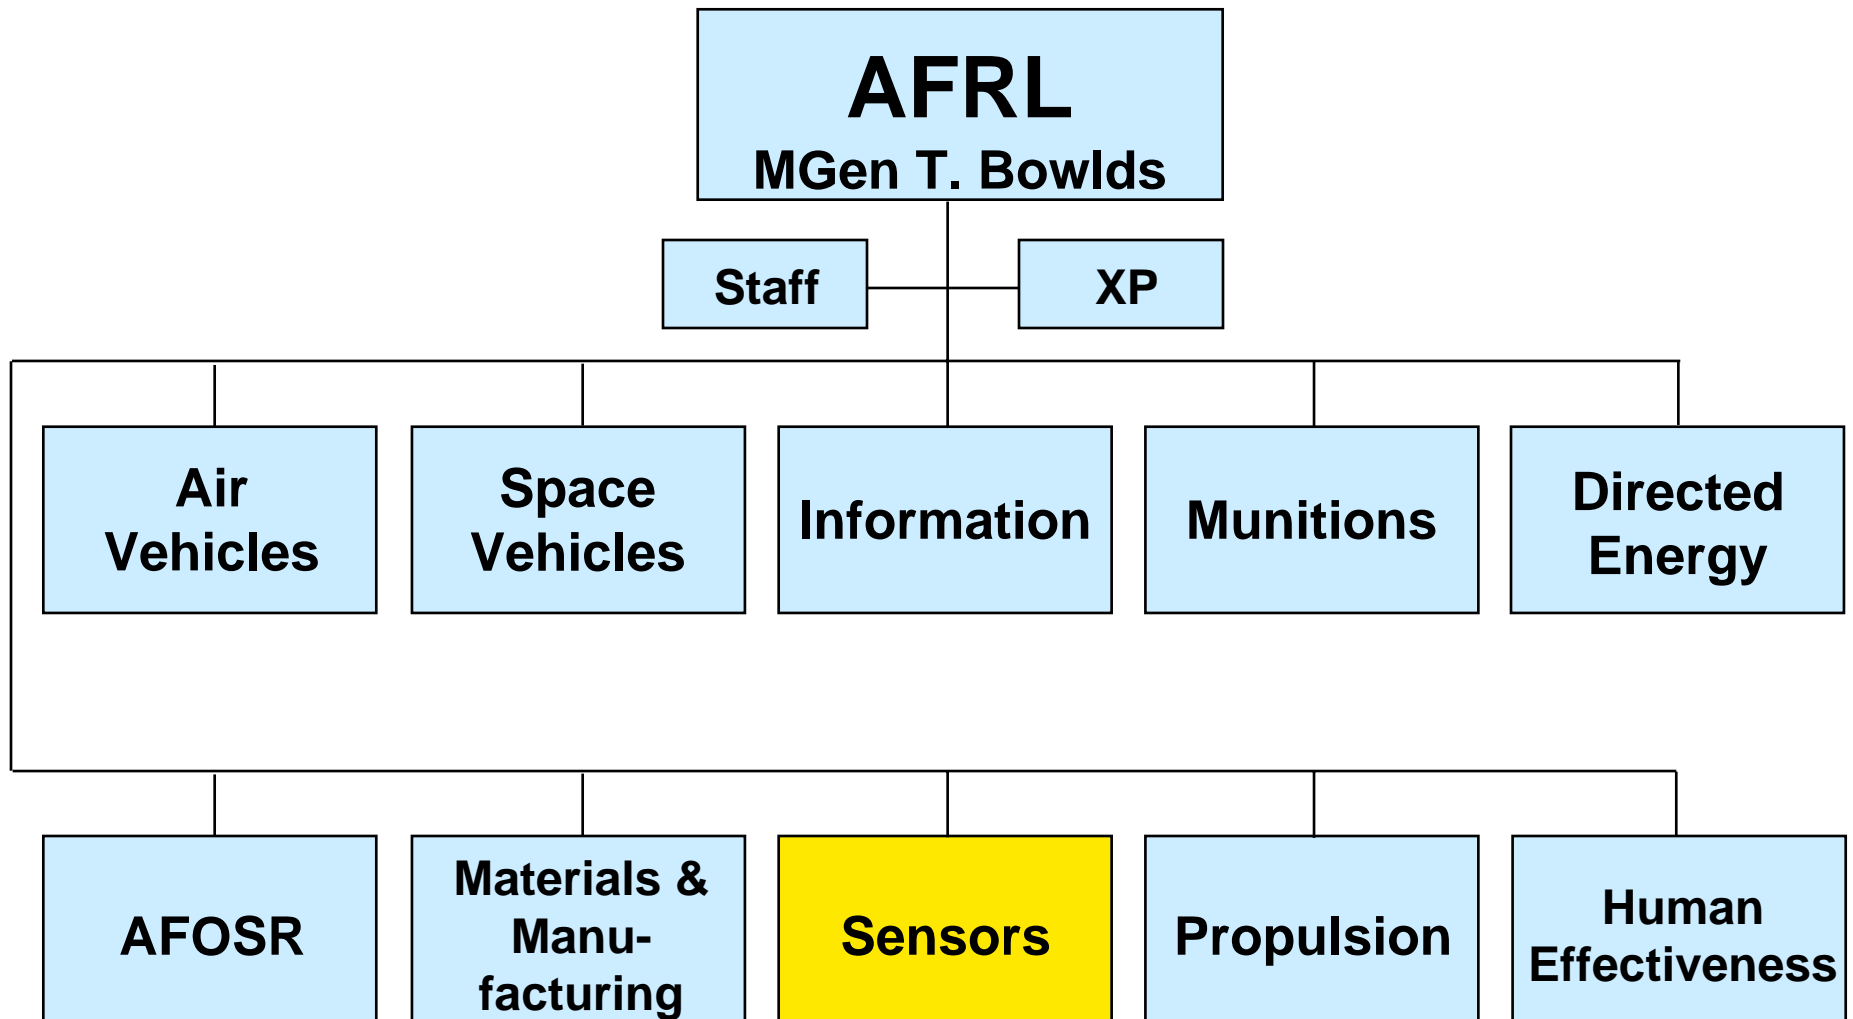 AFRL
MGen T. Bowlds
Staff
XP
Air
Vehicles
Space
Vehicles
Information
Munitions
Directed
Energy
AFOSR
Materials &
Manu-
facturing
Sensors
Propulsion
Human
Effectiveness